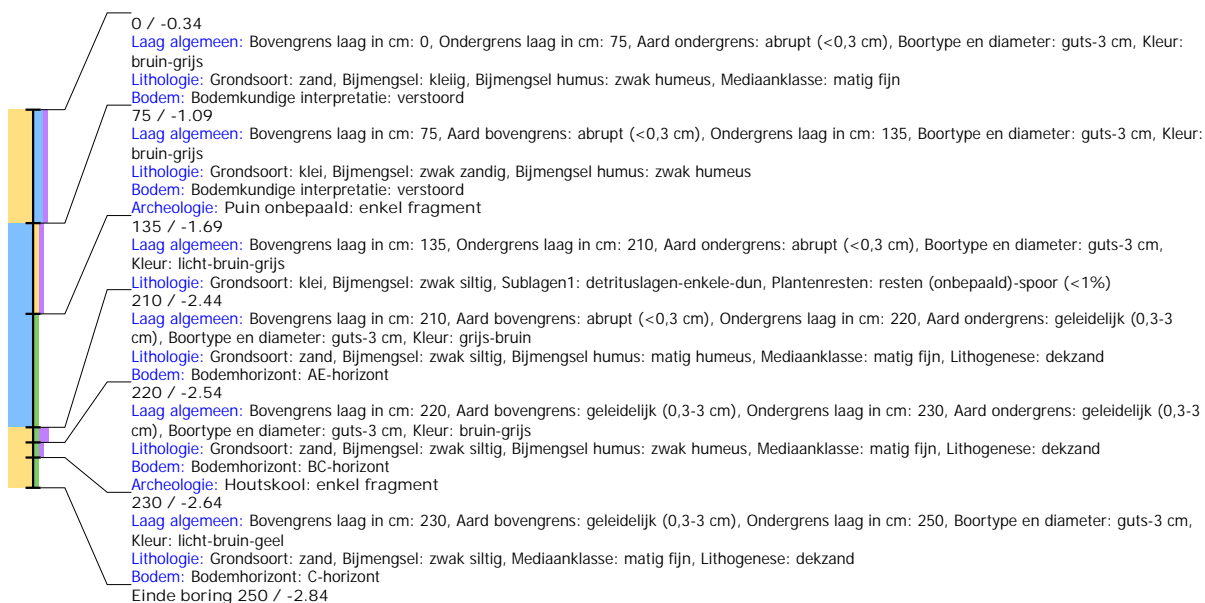 0 / -0.34
Laag algemeen: Bovengrens laag in cm: 0, Ondergrens laag in cm: 75, Aard ondergrens: abrupt (<0,3 cm), Boortype en diameter: guts-3 cm, Kleur:
bruin-grijs
Lithologie: Grondsoort: zand, Bijmengsel: kleiig, Bijmengsel humus: zwak humeus, Mediaanklasse: matig fijn
Bodem: Bodemkundige interpretatie: verstoord
75 / -1.09
Laag algemeen: Bovengrens laag in cm: 75, Aard bovengrens: abrupt (<0,3 cm), Ondergrens laag in cm: 135, Boortype en diameter: guts-3 cm, Kleur:
bruin-grijs
Lithologie: Grondsoort: klei, Bijmengsel: zwak zandig, Bijmengsel humus: zwak humeus
Bodem: Bodemkundige interpretatie: verstoord
Archeologie: Puin onbepaald: enkel fragment
135 / -1.69
Laag algemeen: Bovengrens laag in cm: 135, Ondergrens laag in cm: 210, Aard ondergrens: abrupt (<0,3 cm), Boortype en diameter: guts-3 cm,
Kleur: licht-bruin-grijs
Lithologie: Grondsoort: klei, Bijmengsel: zwak siltig, Sublagen1: detrituslagen-enkele-dun, Plantenresten: resten (onbepaald)-spoor (<1%)
210 / -2.44
Laag algemeen: Bovengrens laag in cm: 210, Aard bovengrens: abrupt (<0,3 cm), Ondergrens laag in cm: 220, Aard ondergrens: geleidelijk (0,3-3
cm), Boortype en diameter: guts-3 cm, Kleur: grijs-bruin
Lithologie: Grondsoort: zand, Bijmengsel: zwak siltig, Bijmengsel humus: matig humeus, Mediaanklasse: matig fijn, Lithogenese: dekzand
Bodem: Bodemhorizont: AE-horizont
220 / -2.54
Laag algemeen: Bovengrens laag in cm: 220, Aard bovengrens: geleidelijk (0,3-3 cm), Ondergrens laag in cm: 230, Aard ondergrens: geleidelijk (0,3-3
cm), Boortype en diameter: guts-3 cm, Kleur: bruin-grijs
Lithologie: Grondsoort: zand, Bijmengsel: zwak siltig, Bijmengsel humus: zwak humeus, Mediaanklasse: matig fijn, Lithogenese: dekzand
Bodem: Bodemhorizont: BC-horizont
Archeologie: Houtskool: enkel fragment
230 / -2.64
Laag algemeen: Bovengrens laag in cm: 230, Aard bovengrens: geleidelijk (0,3-3 cm), Ondergrens laag in cm: 250, Boortype en diameter: guts-3 cm,
Kleur: licht-bruin-geel
Lithologie: Grondsoort: zand, Bijmengsel: zwak siltig, Mediaanklasse: matig fijn, Lithogenese: dekzand
Bodem: Bodemhorizont: C-horizont
Einde boring 250 / -2.84